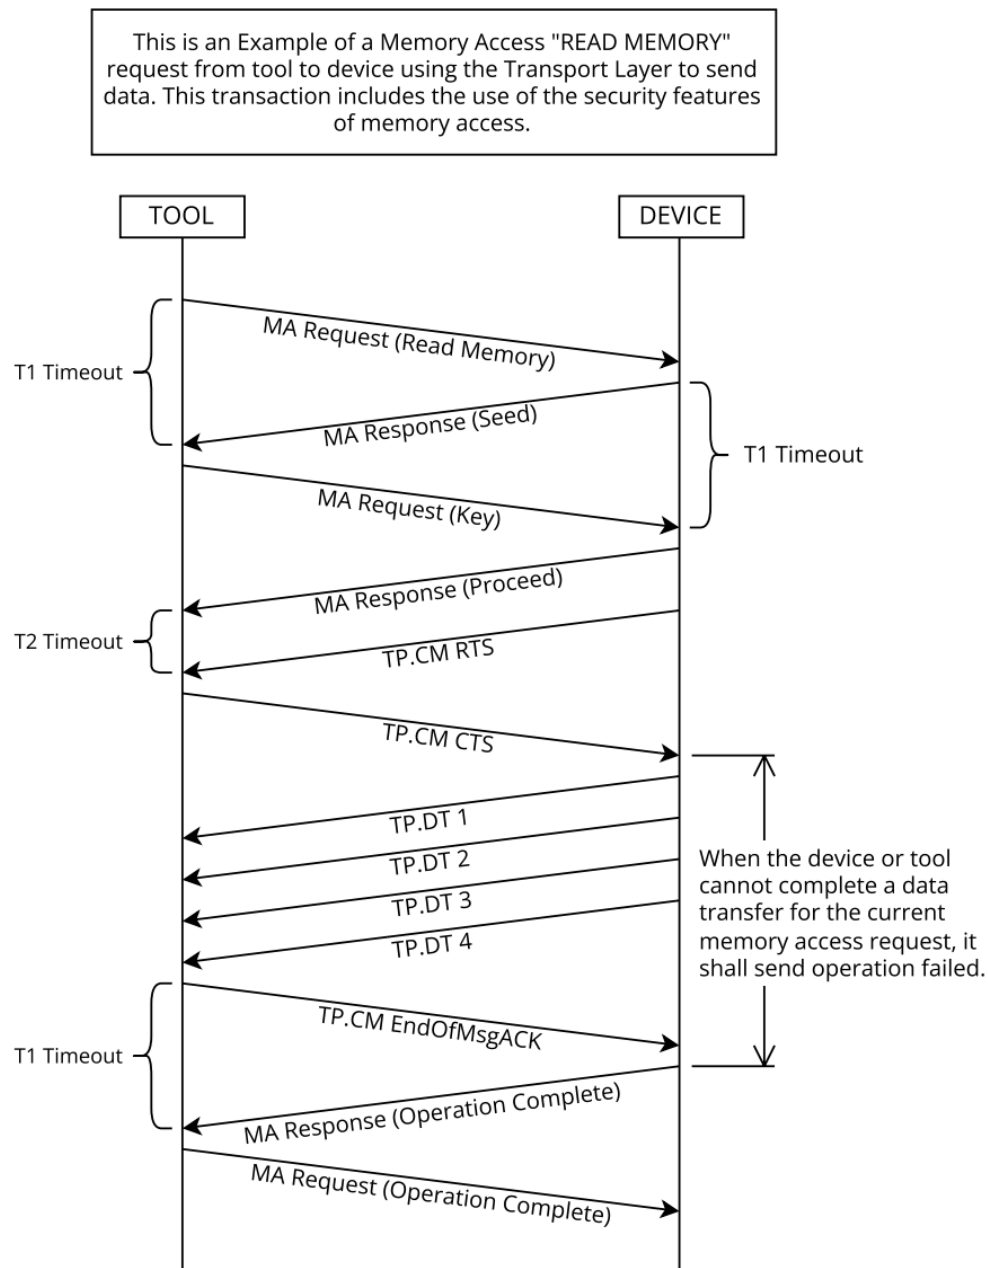 This is an Example of a Memory Access "READ MEMORY"
request from tool to device using the Transport Layer to send
data. This transaction includes the use of the security features
of memory access.
TOOL
DEVICE
MA Request (Read Memory)
T1 Timeout
MA Response (Seed)
T1 Timeout
MA Request (Key)
MA Response (Proceed)
T2 Timeout
TP.CM RTS
TP.CM CTS
TP.DT 1
TP.DT 2
TP.DT 3
TP.DT 4
When the device or tool
cannot complete a data
transfer for the current
memory access request, it
shall send operation failed.
TP.CM EndOfMsgACK
T1 Timeout
MA Response (Operation Complete)
MA Request (Operation Complete)